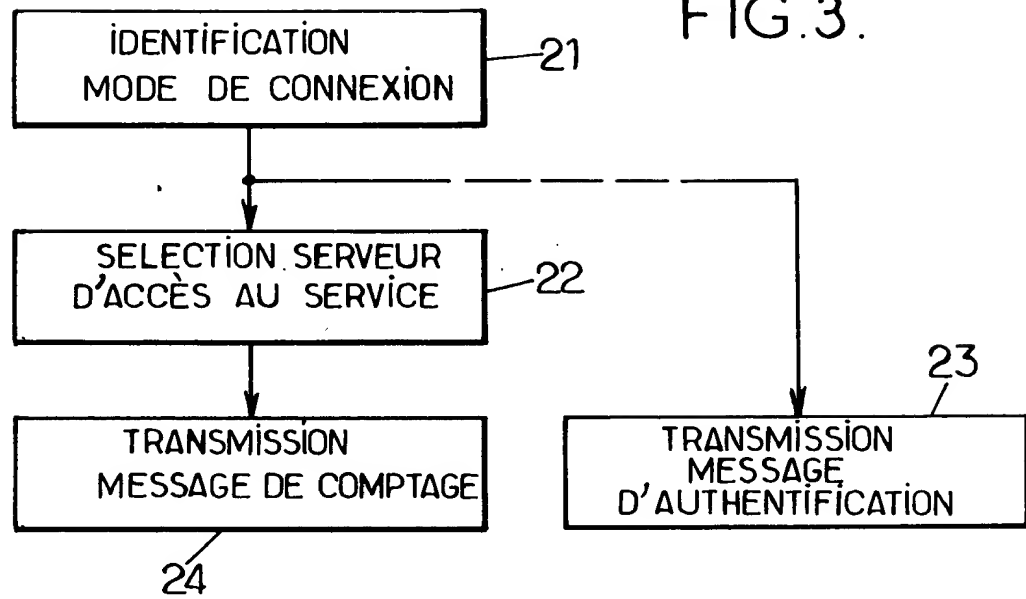 FIG.3.
IDENTIFICATION
MODE DE CONNEXION
21
SELECTION SERVEUR
D'ACCÈS AU SERVICE
22
23
TRANSMISSION
MESSAGE DE COMPTAGE
24
TRANSMISSION
MESSAGE
D'AUTHENTIFICATION